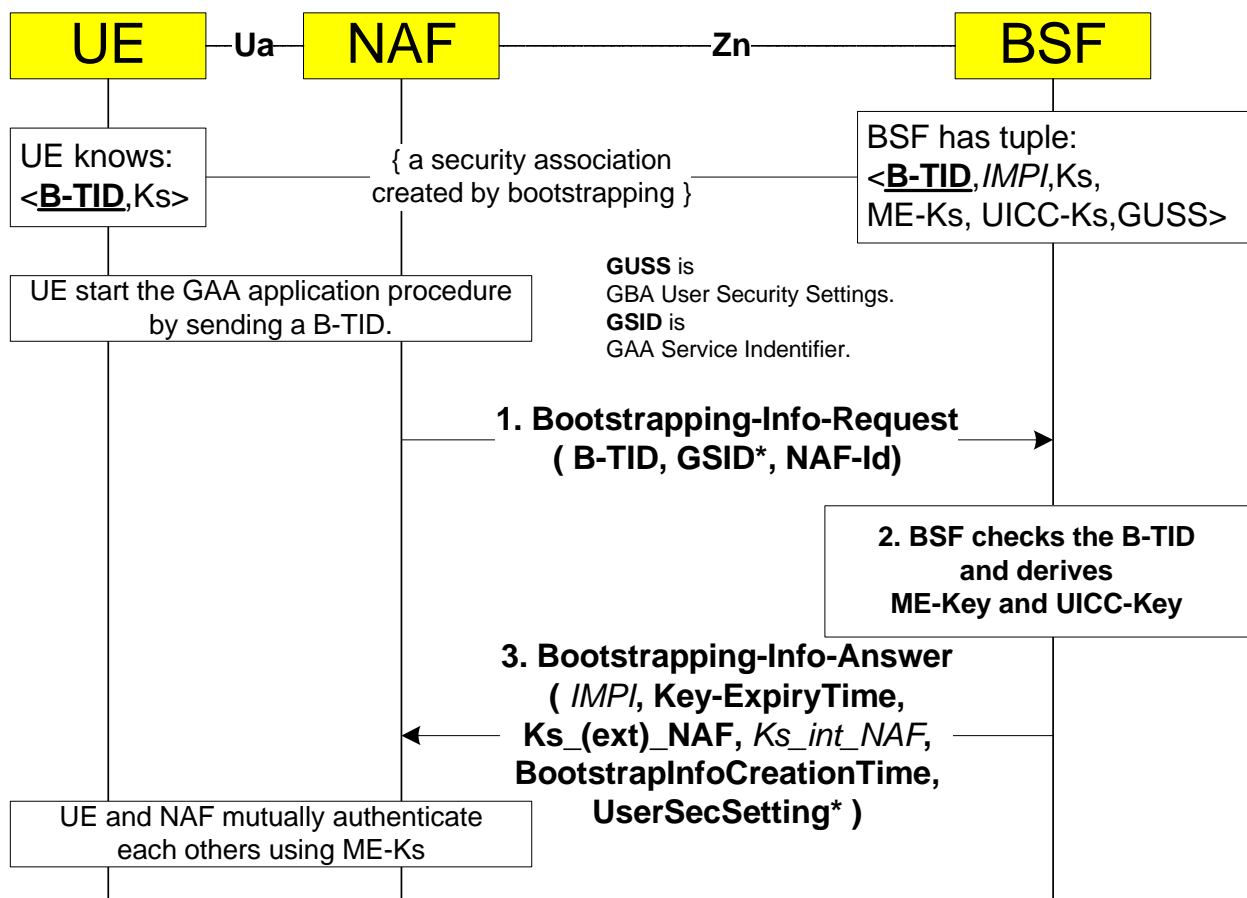 UE
Ua
NAF
Zn
BSF
UE knows:
<B-TID,Ks>
{ a security association
created by bootstrapping }
BSF has tuple:
<B-TID,IMPI,Ks,
ME-Ks, UICC-Ks,GUSS>
UE start the GAA application procedure
by sending a B-TID.
GUSS is
GBA User Security Settings.
GSID is
GAA Service Indentifier.
1. Bootstrapping-Info-Request
( B-TID, GSID*, NAF-Id)
2. BSF checks the B-TID
and derives
ME-Key and UICC-Key
3. Bootstrapping-Info-Answer
( IMPI, Key-ExpiryTime,
Ks_(ext)_NAF, Ks_int_NAF,
BootstrapInfoCreationTime,
UserSecSetting* )
UE and NAF mutually authenticate
each others using ME-Ks